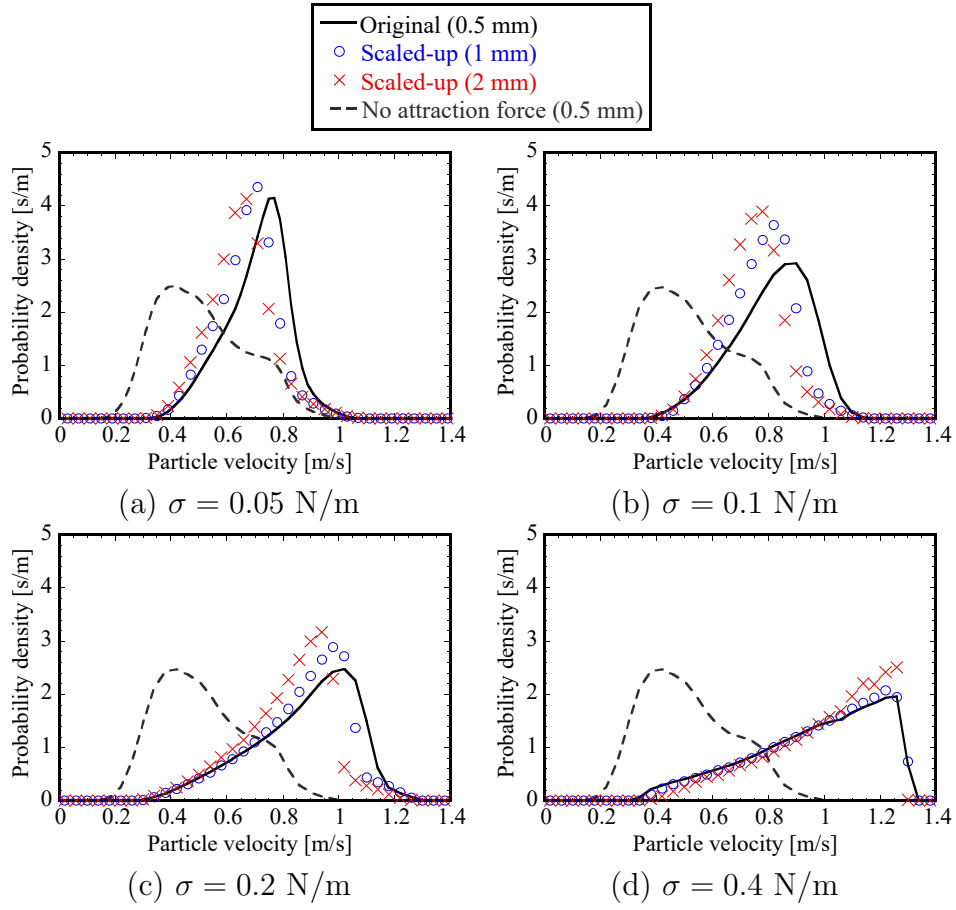 Original (0.5 mm)
Scaled-up (1 mm)
Scaled-up (2 mm)
No attraction force (0.5 mm)
Probability density [s/m]
5
4
3
2
1
0
0 0.2 0.4 0.6 0.8 1 1.2 1.4
Particle velocity [m/s]
(a) σ = 0.05 N/m
Probability density [s/m]
5
4
3
2
1
0
0 0.2 0.4 0.6 0.8 1 1.2 1.4
Particle velocity [m/s]
(b) σ = 0.1 N/m
Probability density [s/m]
5
4
3
2
1
0
0 0.2 0.4 0.6 0.8 1 1.2 1.4
Particle velocity [m/s]
(c) σ = 0.2 N/m
Probability density [s/m]
5
4
3
2
1
0
0 0.2 0.4 0.6 0.8 1 1.2 1.4
Particle velocity [m/s]
(d) σ = 0.4 N/m